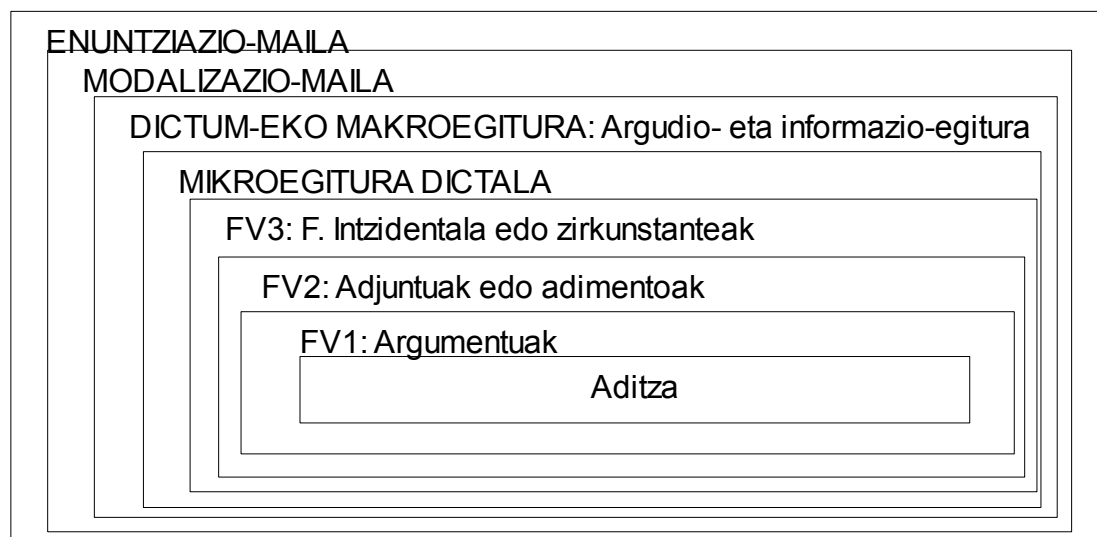 ENUNTZIAZIO-MAILA
MODALIZAZIO-MAILA
DICTUM-EKO MAKROEGITURA: Argudio- eta informazio-egitura
MIKROEGITURA DICTALA
FV3: F. Intzidentala edo zirkunstanteak
FV2: Adjuntuak edo adimentoak
FV1: Argumentuak
Aditza